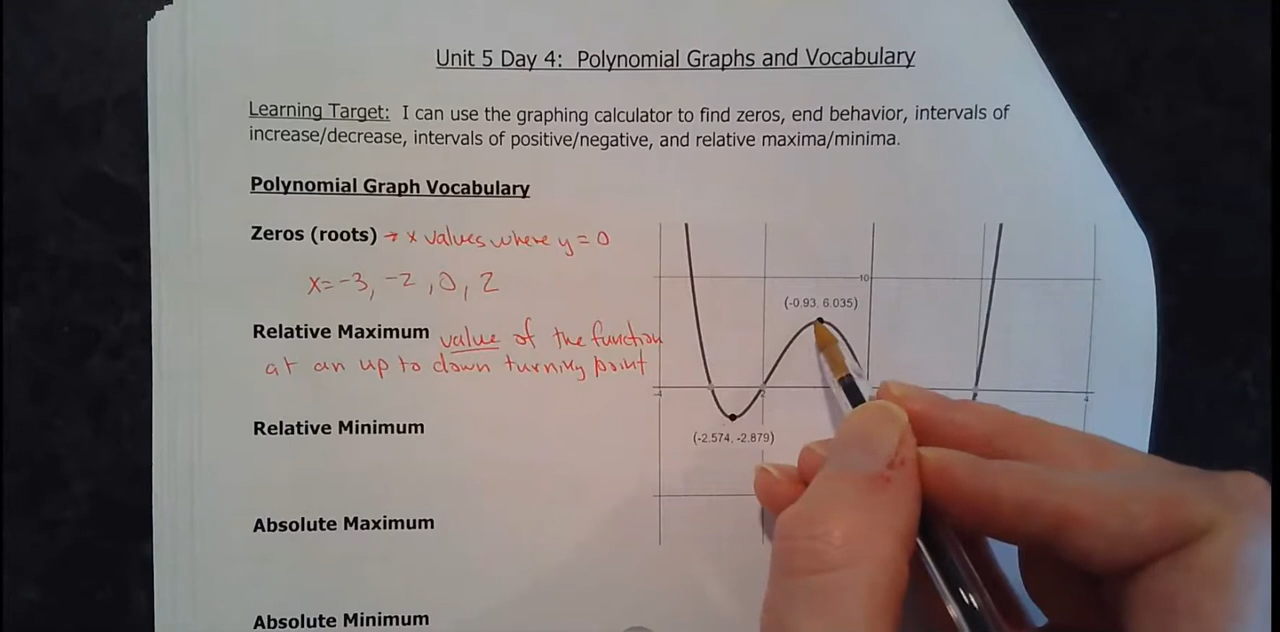 Unit 5 Day 4: Polynomial Graphs and Vocabulary
Learning Target: I can use the graphing calculator to find zeros, end behavior, intervals of
increase/decrease, intervals of positive/negative, and relative maxima/minima.
Polynomial Graph Vocabulary
Zeros (roots) → x values where y = 0
x = -3, -2, 0, 2
Relative Maximum value of the function
at an up to down turning point
Relative Minimum
Absolute Maximum
Absolute Minimum
10
(-0.93, 6.035)
-4
-2
4
(-2.574, -2.879)